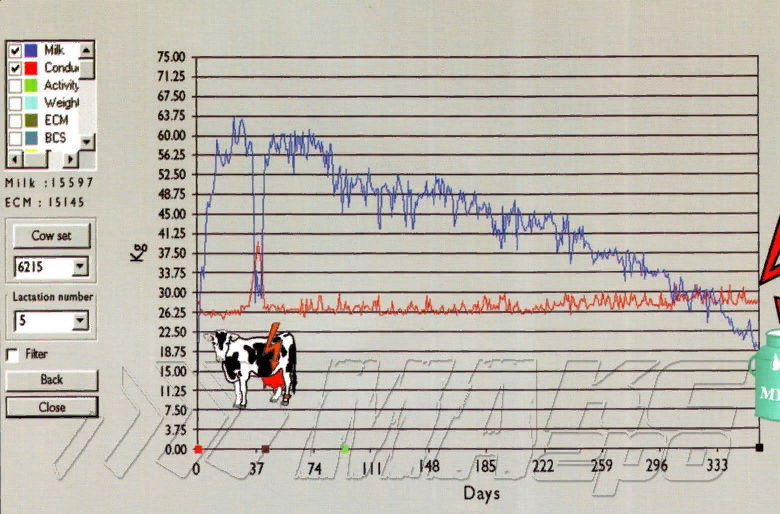 Milk
Condu
Activity
Weight
ECM
BCS
Milk :15597
ECM : 15145
Cow set
6215
Lactation number
5
Filter
Back
Close
75.00
71.25
67.50
63.75
60.00
56.25
52.50
48.75
45.00
41.25
37.50
33.75
30.00
26.25
22.50
18.75
15.00
11.25
7.50
3.75
0.00
Kg
0 37 74 111 148 185 222 259 296 333
Days